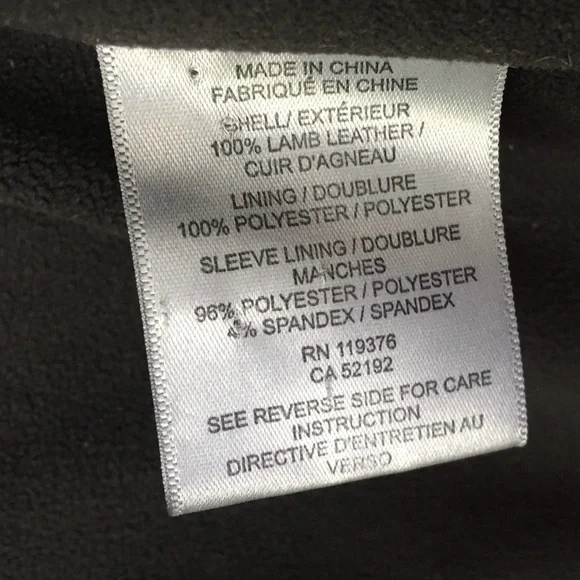 MADE IN CHINA
FABRIQUÉ EN CHINE
SHELL/ EXTÉRIEUR
100% LAMB LEATHER /
CUIR D'AGNEAU
LINING / DOUBLURE
100% POLYESTER / POLYESTER
SLEEVE LINING / DOUBLURE
MANCHES
96% POLYESTER / POLYESTER
4% SPANDEX / SPANDEX
RN 119376
CA 52192
SEE REVERSE SIDE FOR CARE
INSTRUCTION
DIRECTIVE D'ENTRETIEN AU
VERSO